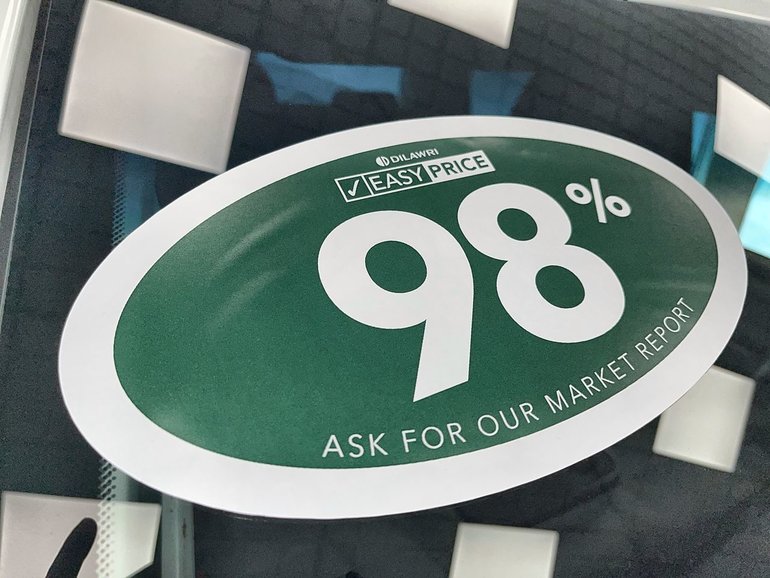 DILAWRI
✓ EASY PRICE
98%
ASK FOR OUR MARKET REPORT